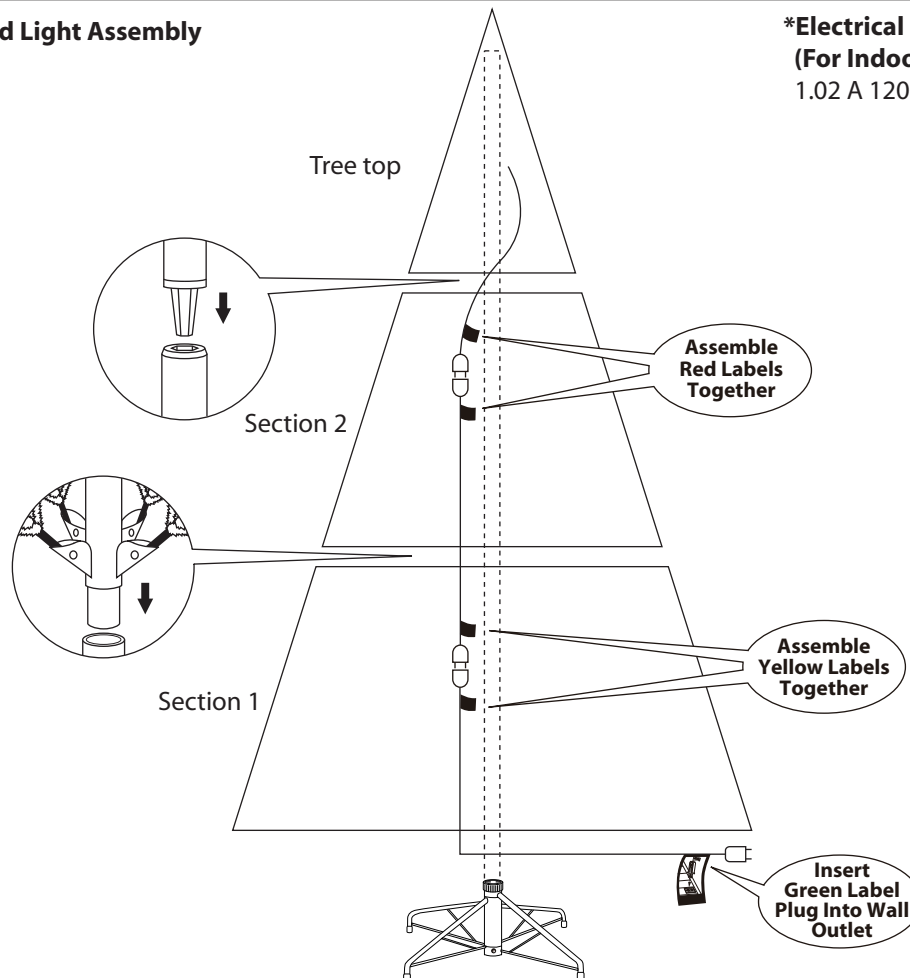 d Light Assembly
*Electrical
(For Indoo
1.02 A 120
Tree top
Assemble
Red Labels
Together
Section 2
Assemble
Yellow Labels
Together
Section 1
Insert
Green Label
Plug Into Wall
Outlet